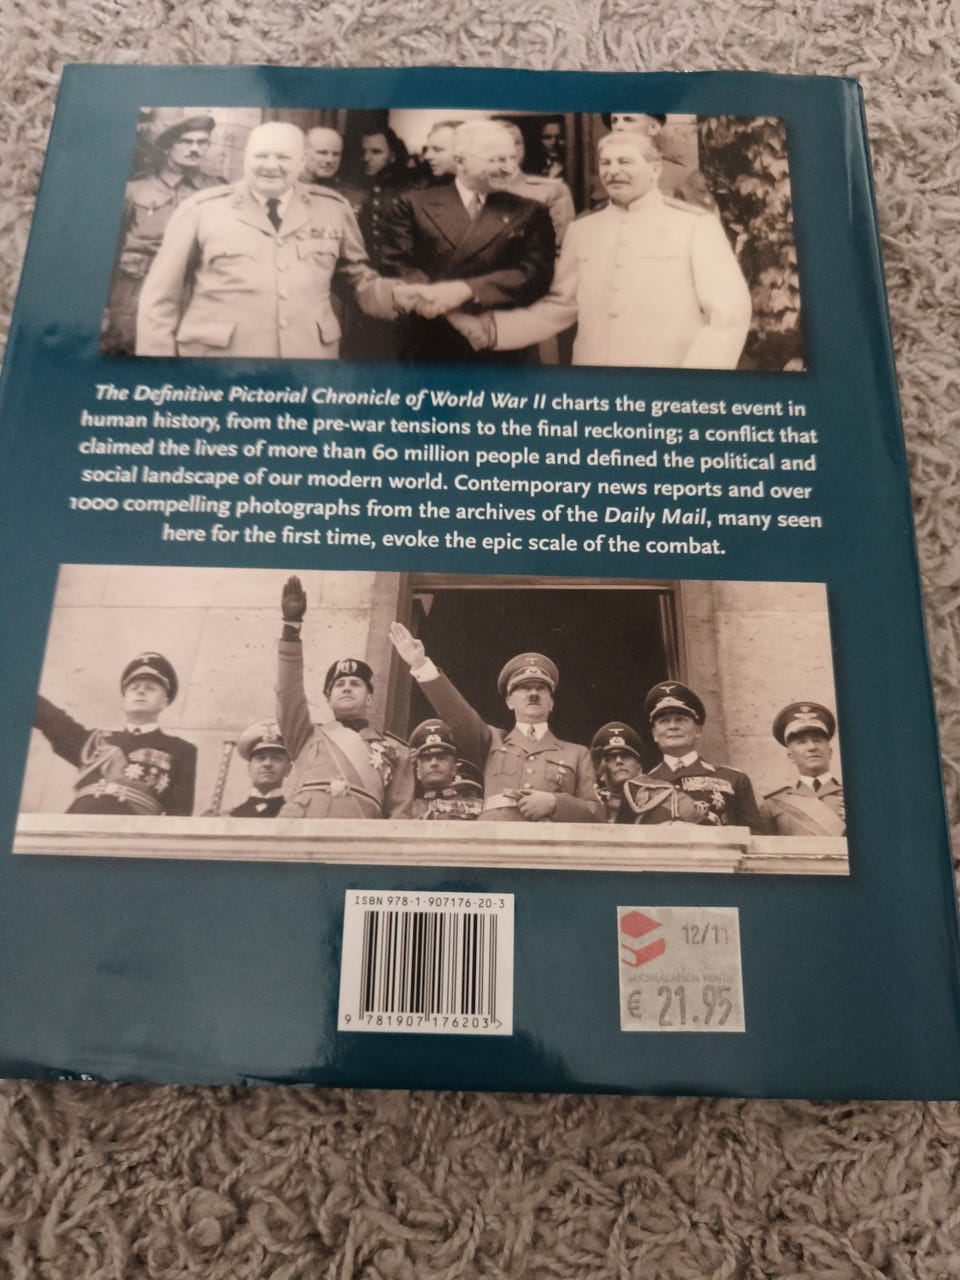 The Definitive Pictorial Chronicle of World War II charts the greatest event in
human history, from the pre-war tensions to the final reckoning; a conflict that
claimed the lives of more than 60 million people and defined the political and
social landscape of our modern world. Contemporary news reports and over
1000 compelling photographs from the archives of the Daily Mail, many seen
here for the first time, evoke the epic scale of the combat.
ISBN 978-1-907176-20-3
9 781907 176203 >
12/11
SUOMALAISEN HINTA
€ 21.95